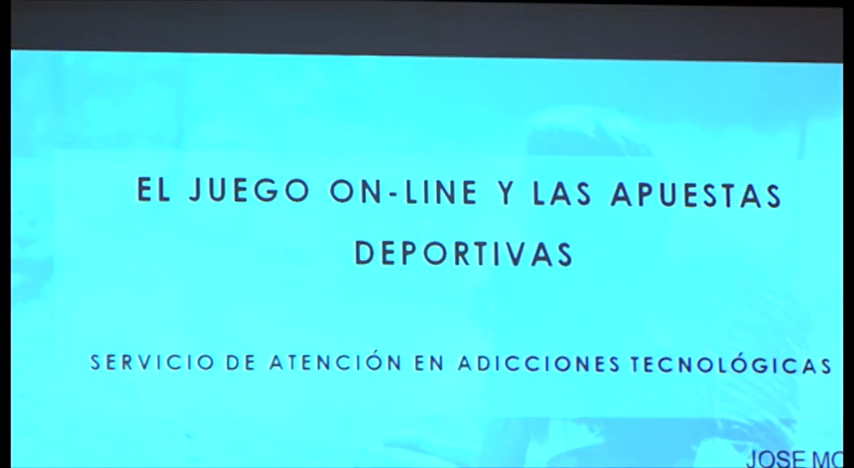 EL JUEGO ON-LINE Y LAS APUESTAS
DEPORTIVAS
SERVICIO DE ATENCIÓN EN ADICCIONES TECNOLÓGICAS
JOSE